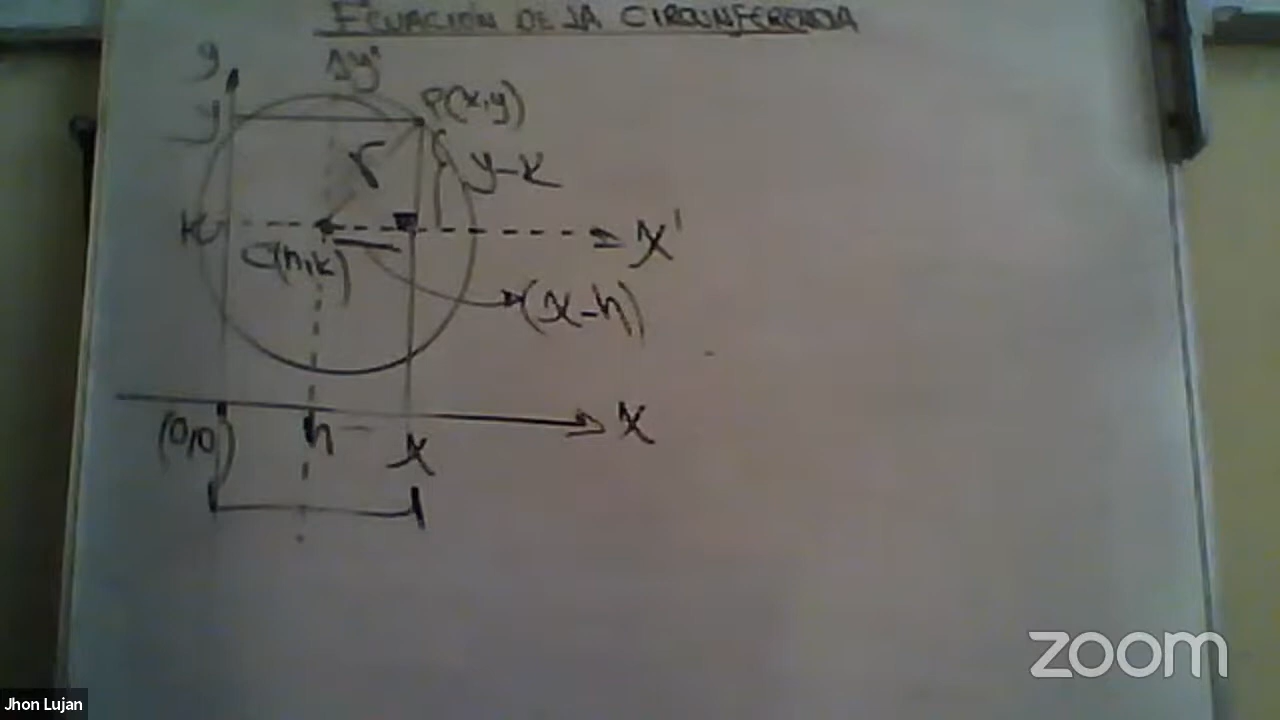 ECUACIÓN DE LA CIRCUNFERENCIA
y
y'
y
P(x,y)
r
y-k
k
C(h,k)
x'
(x-h)
(0,0)
h
x
x
zoom
Jhon Lujan